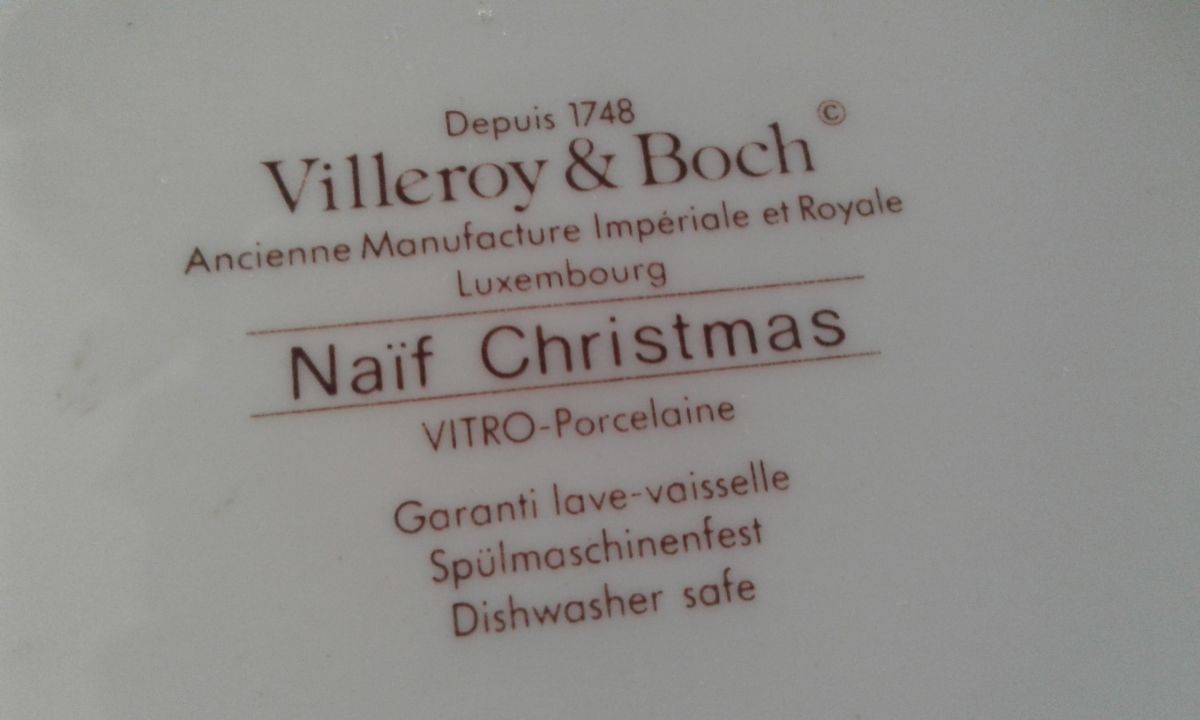 Depuis 1748
Villeroy & Boch ©
Ancienne Manufacture Impériale et Royale
Luxembourg
Naïf Christmas
VITRO-Porcelaine
Garanti lave-vaisselle
Spülmaschinenfest
Dishwasher safe